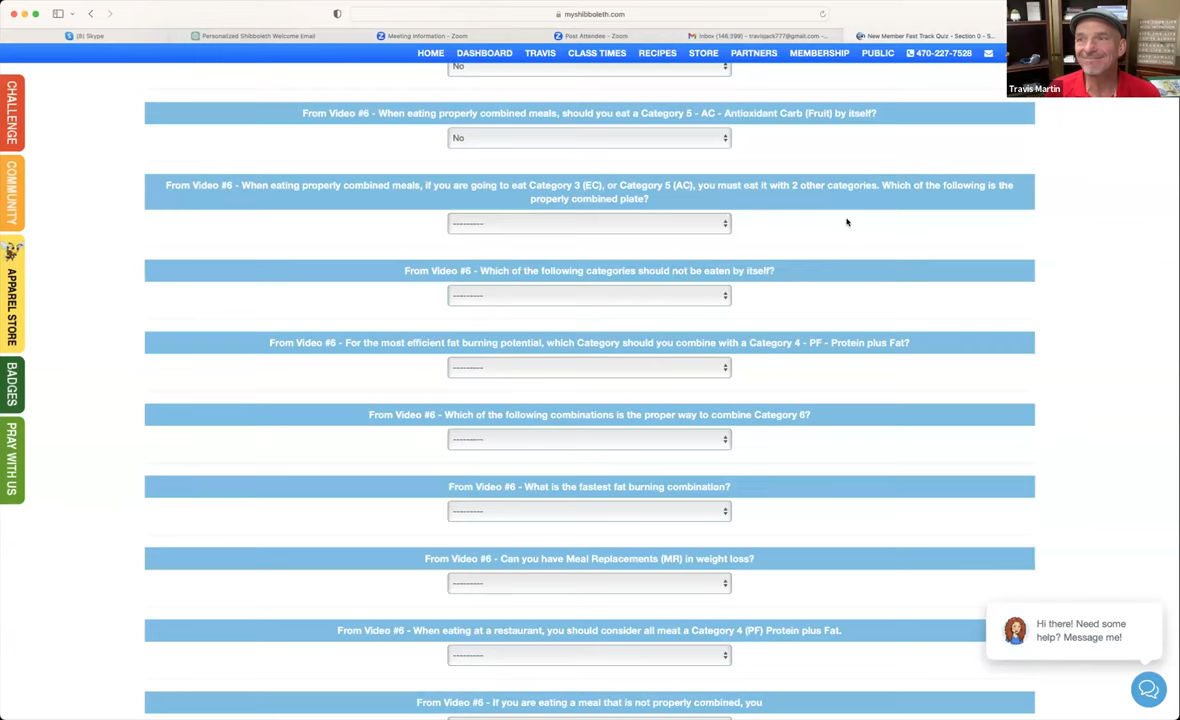 myshibboleth.com
(8) Skype
Personalized Shibboleth Welcome Email
Meeting Information - Zoom
Post Attendee - Zoom
Inbox (146,399) - travisjack777@gmail.com -...
New Member Fast Track Quiz - Section 0 - S...
HOME DASHBOARD TRAVIS CLASS TIMES RECIPES STORE PARTNERS MEMBERSHIP PUBLIC 470-227-7528
Travis Martin
CHALLENGE
COMMUNITY
APPAREL STORE
BADGES
PRAY WITH US
No
From Video #6 - When eating properly combined meals, should you eat a Category 5 - AC - Antioxidant Carb (Fruit) by itself?
No
From Video #6 - When eating properly combined meals, if you are going to eat Category 3 (EC), or Category 5 (AC), you must eat it with 2 other categories. Which of the following is the
properly combined plate?
---------
From Video #6 - Which of the following categories should not be eaten by itself?
---------
From Video #6 - For the most efficient fat burning potential, which Category should you combine with a Category 4 - PF - Protein plus Fat?
---------
From Video #6 - Which of the following combinations is the proper way to combine Category 6?
---------
From Video #6 - What is the fastest fat burning combination?
---------
From Video #6 - Can you have Meal Replacements (MR) in weight loss?
---------
From Video #6 - When eating at a restaurant, you should consider all meat a Category 4 (PF) Protein plus Fat.
---------
From Video #6 - If you are eating a meal that is not properly combined, you
Hi there! Need some
help? Message me!